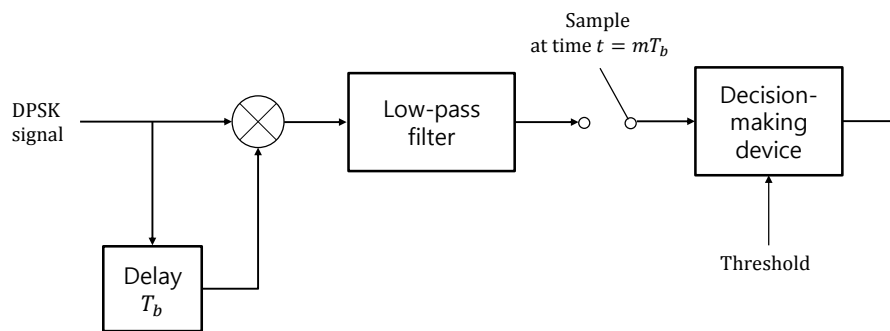 Sample
at time t = mT_b
DPSK
signal
Low-pass
filter
Decision-
making
device
Delay
T_b
Threshold